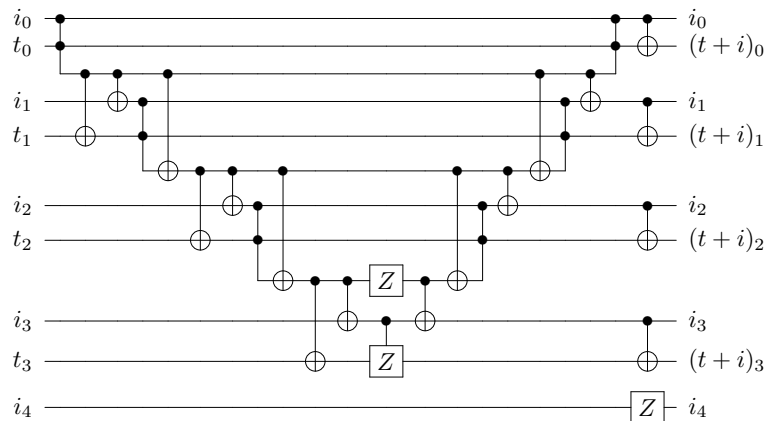 i₀ i₀
t₀ (t + i)₀
i₁ i₁
t₁ (t + i)₁
i₂ i₂
t₂ (t + i)₂
Z
i₃ i₃
t₃ Z (t + i)₃
i₄ Z i₄